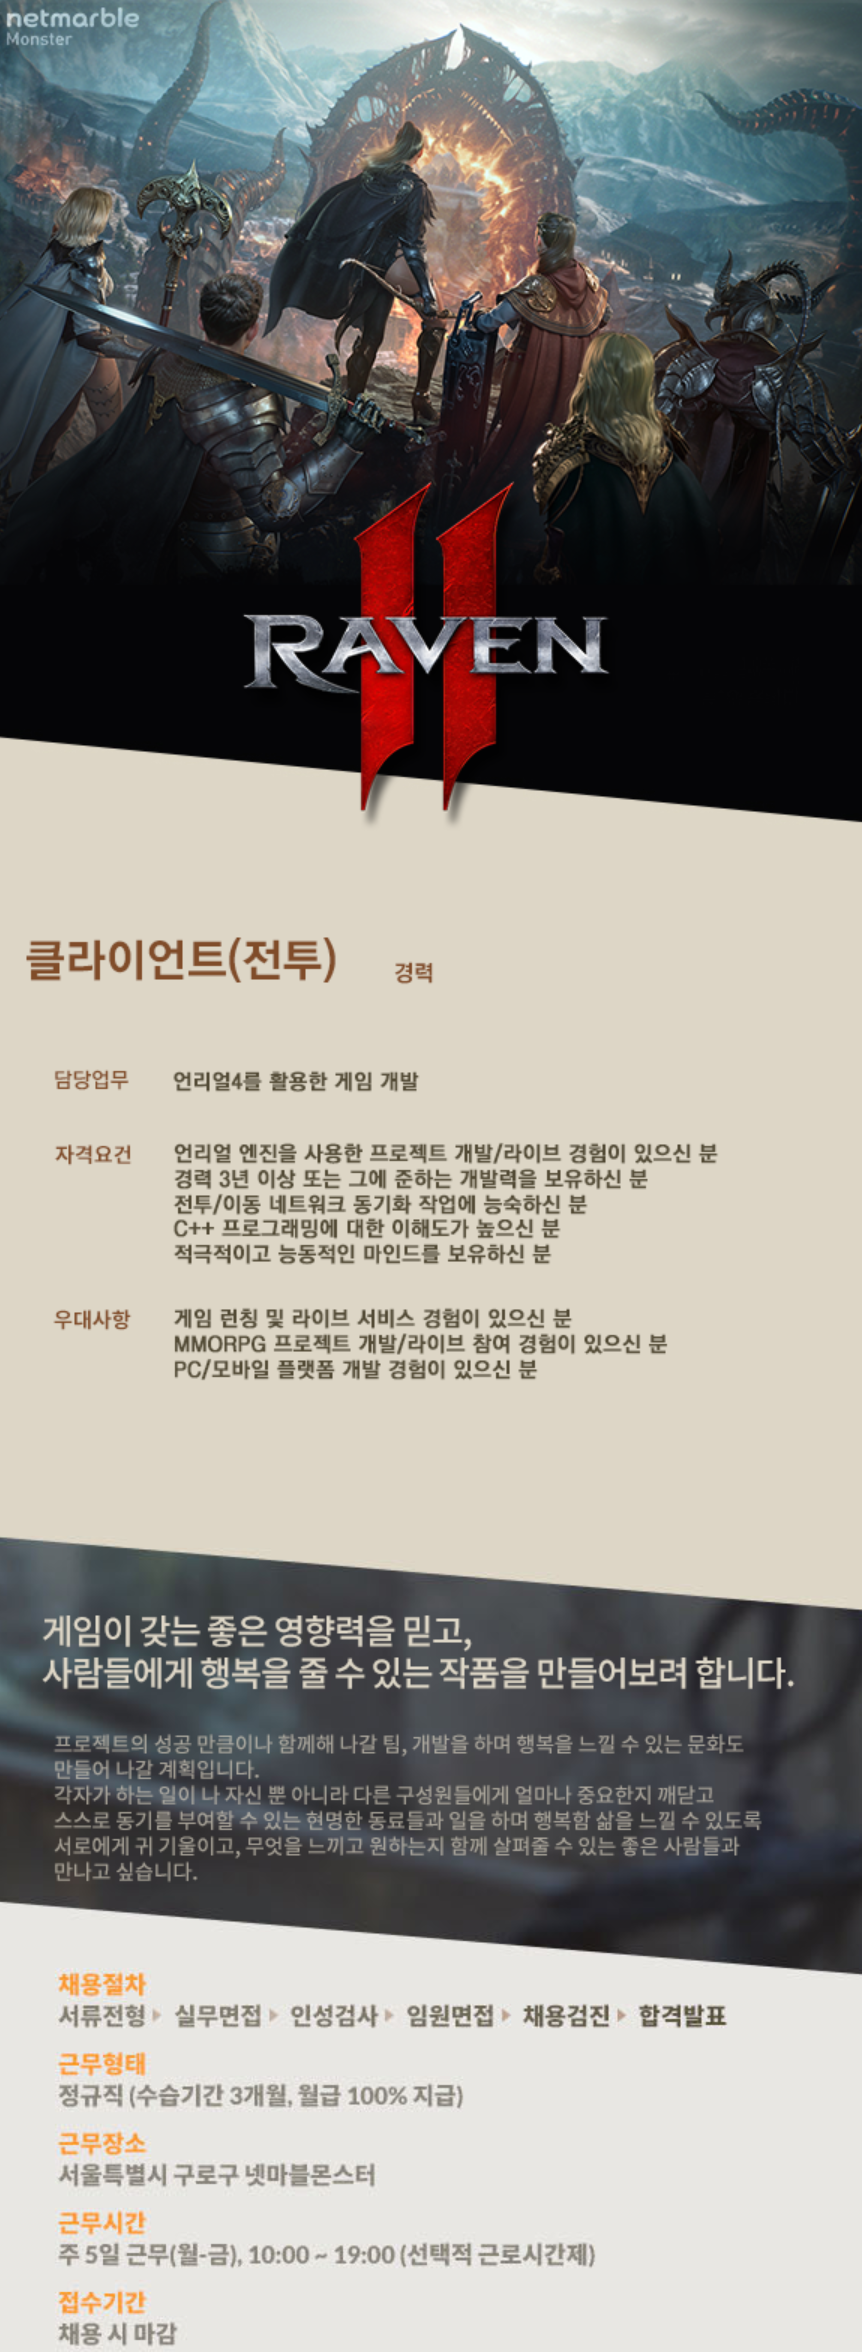 netmarble
Monster
RAVEN
II
클라이언트(전투) 경력
담당업무 언리얼4를 활용한 게임 개발
자격요건 언리얼 엔진을 사용한 프로젝트 개발/라이브 경험이 있으신 분
경력 3년 이상 또는 그에 준하는 개발력을 보유하신 분
전투/이동 네트워크 동기화 작업에 능숙하신 분
C++ 프로그래밍에 대한 이해도가 높으신 분
적극적이고 능동적인 마인드를 보유하신 분
우대사항 게임 런칭 및 라이브 서비스 경험이 있으신 분
MMORPG 프로젝트 개발/라이브 참여 경험이 있으신 분
PC/모바일 플랫폼 개발 경험이 있으신 분
게임이 갖는 좋은 영향력을 믿고,
사람들에게 행복을 줄 수 있는 작품을 만들어보려 합니다.
프로젝트의 성공 만큼이나 함께해 나갈 팀, 개발을 하며 행복을 느낄 수 있는 문화도
만들어 나갈 계획입니다.
각자가 하는 일이 나 자신 뿐 아니라 다른 구성원들에게 얼마나 중요한지 깨닫고
스스로 동기를 부여할 수 있는 현명한 동료들과 일을 하며 행복함 삶을 느낄 수 있도록
서로에게 귀 기울이고, 무엇을 느끼고 원하는지 함께 살펴줄 수 있는 좋은 사람들과
만나고 싶습니다.
채용절차
서류전형 ▶ 실무면접 ▶ 인성검사 ▶ 임원면접 ▶ 채용검진 ▶ 합격발표
근무형태
정규직 (수습기간 3개월, 월급 100% 지급)
근무장소
서울특별시 구로구 넷마블몬스터
근무시간
주 5일 근무(월-금), 10:00 ~ 19:00 (선택적 근로시간제)
접수기간
채용 시 마감